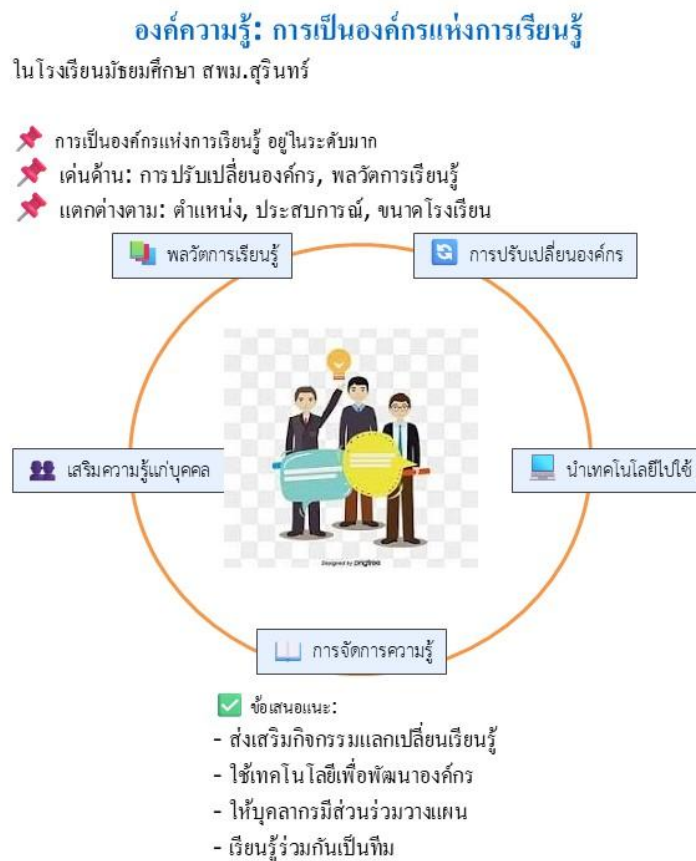 องค์ความรู้: การเป็นองค์กรแห่งการเรียนรู้
ในโรงเรียนมัธยมศึกษา สพม.สุรินทร์
การเป็นองค์กรแห่งการเรียนรู้ อยู่ในระดับมาก
เด่นด้าน: การปรับเปลี่ยนองค์กร, พลวัตการเรียนรู้
แตกต่างตาม: ตำแหน่ง, ประสบการณ์, ขนาดโรงเรียน
พลวัตการเรียนรู้
การปรับเปลี่ยนองค์กร
เสริมความรู้แก่บุคคล
นำเทคโนโลยีไปใช้
Designed by pngtree
การจัดการความรู้
ข้อเสนอแนะ:
- ส่งเสริมกิจกรรมแลกเปลี่ยนเรียนรู้
- ใช้เทคโนโลยีเพื่อพัฒนาองค์กร
- ให้บุคลากรมีส่วนร่วมวางแผน
- เรียนรู้ร่วมกันเป็นทีม